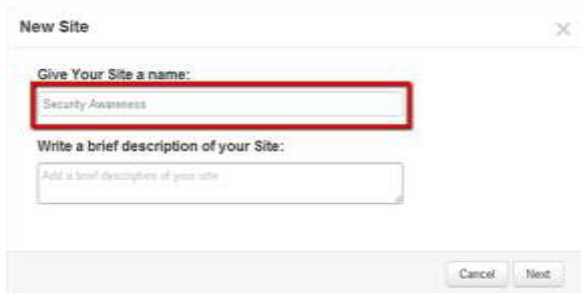 New Site
Give Your Site a name:
Security Awareness
Write a brief description of your Site:
Add a brief description of your site
Cancel Next